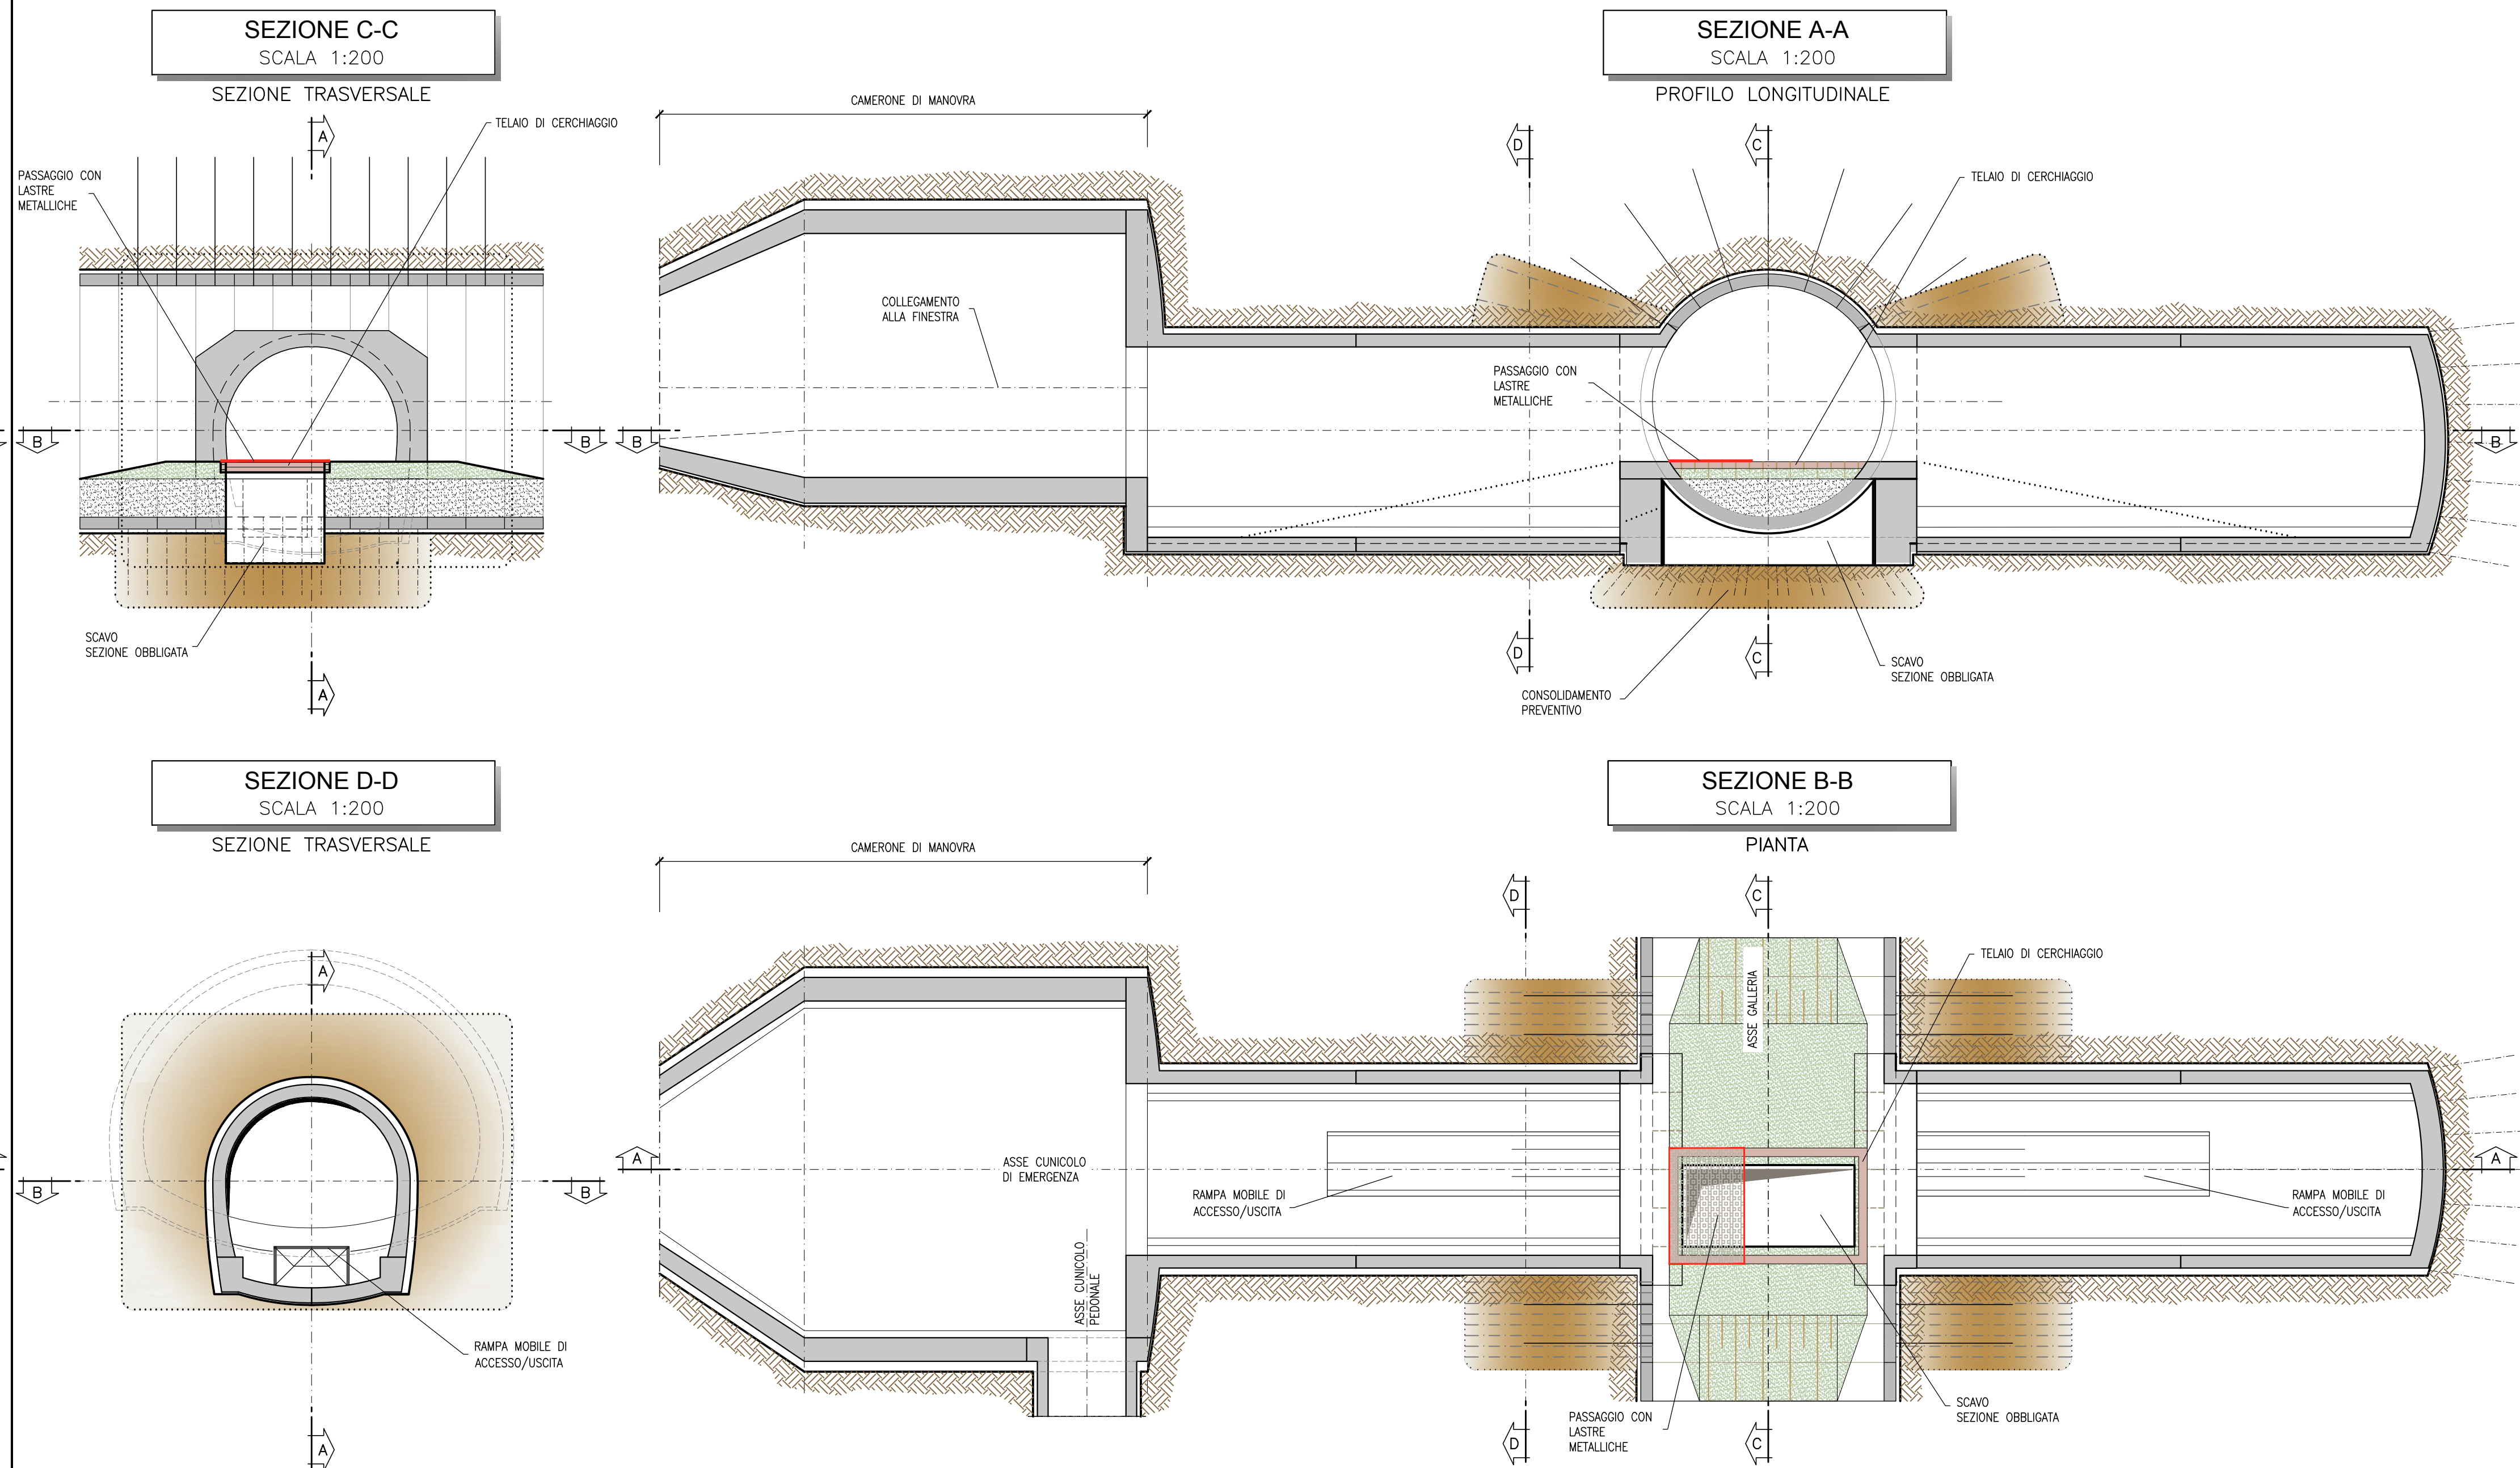 SEZIONE C-C
SCALA 1:200
SEZIONE TRASVERSALE
A
TELAIO DI CERCHIAGGIO
PASSAGGIO CON
LASTRE
METALLICHE
B
B
SCAVO
SEZIONE OBBLIGATA
A
SEZIONE A-A
SCALA 1:200
PROFILO LONGITUDINALE
CAMERONE DI MANOVRA
D
C
TELAIO DI CERCHIAGGIO
COLLEGAMENTO
ALLA FINESTRA
PASSAGGIO CON
LASTRE
METALLICHE
B
B
D
C
SCAVO
SEZIONE OBBLIGATA
CONSOLIDAMENTO
PREVENTIVO
SEZIONE D-D
SCALA 1:200
SEZIONE TRASVERSALE
A
B
B
RAMPA MOBILE DI
ACCESSO/USCITA
A
SEZIONE B-B
SCALA 1:200
PIANTA
CAMERONE DI MANOVRA
D
C
TELAIO DI CERCHIAGGIO
ASSE GALLERIA
A
ASSE CUNICOLO
DI EMERGENZA
A
RAMPA MOBILE DI
ACCESSO/USCITA
RAMPA MOBILE DI
ACCESSO/USCITA
ASSE CUNICOLO
PEDONALE
SCAVO
SEZIONE OBBLIGATA
PASSAGGIO CON
LASTRE
METALLICHE
D
C